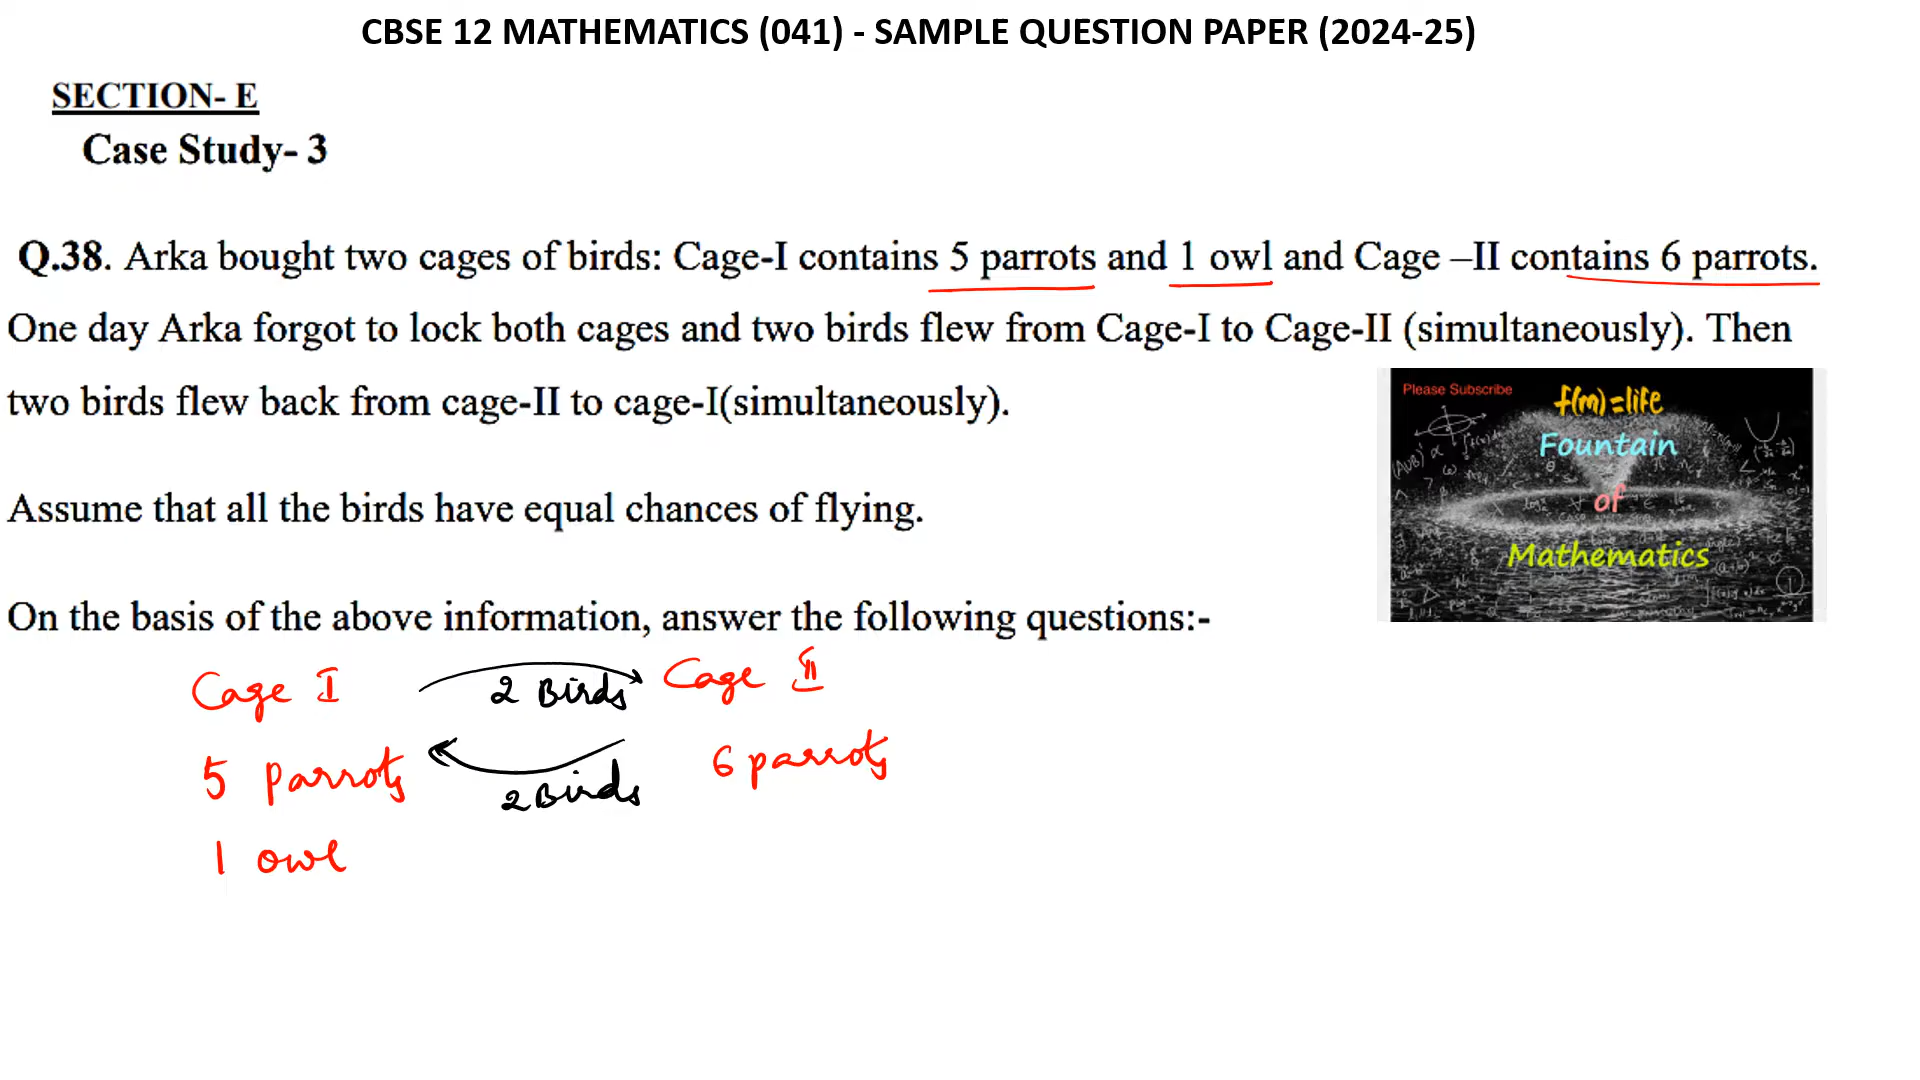 CBSE 12 MATHEMATICS (041) - SAMPLE QUESTION PAPER (2024-25)
SECTION- E
Case Study- 3
Q.38. Arka bought two cages of birds: Cage-I contains 5 parrots and 1 owl and Cage –II contains 6 parrots.
One day Arka forgot to lock both cages and two birds flew from Cage-I to Cage-II (simultaneously). Then
two birds flew back from cage-II to cage-I(simultaneously).
Please Subscribe
f(m)=life
Fountain
of
Mathematics
Assume that all the birds have equal chances of flying.
On the basis of the above information, answer the following questions:-
Cage I 2 Birds Cage II
5 parrots 2 Birds 6 parrots
1 owl